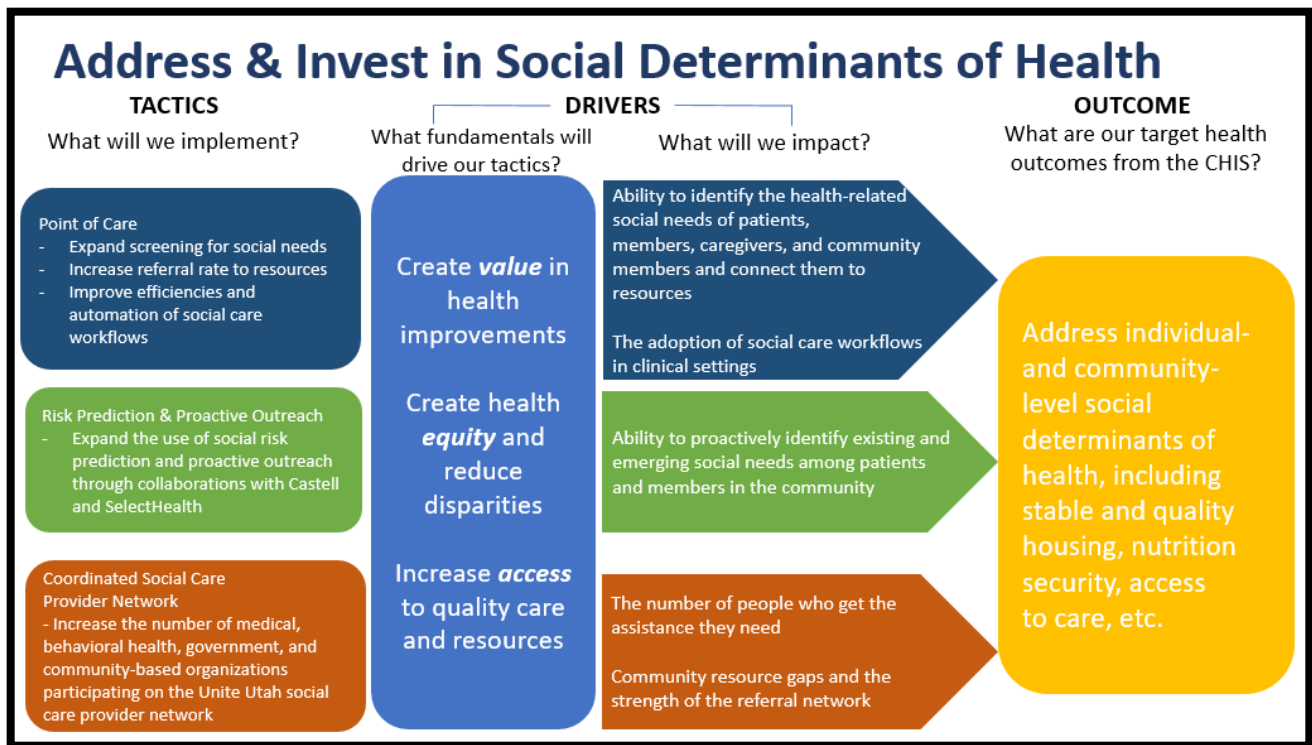 Address & Invest in Social Determinants of Health
TACTICS
What will we implement?
DRIVERS
What fundamentals will
drive our tactics?
What will we impact?
OUTCOME
What are our target health
outcomes from the CHIS?
Point of Care
- Expand screening for social needs
- Increase referral rate to resources
- Improve efficiencies and
automation of social care
workflows
Risk Prediction & Proactive Outreach
- Expand the use of social risk
prediction and proactive outreach
through collaborations with Castell
and SelectHealth
Coordinated Social Care
Provider Network
- Increase the number of medical,
behavioral health, government, and
community-based organizations
participating on the Unite Utah social
care provider network
Create value in
health
improvements
Create health
equity and
reduce
disparities
Increase access
to quality care
and resources
Ability to identify the health-related
social needs of patients,
members, caregivers, and community
members and connect them to
resources
The adoption of social care workflows
in clinical settings
Ability to proactively identify existing and
emerging social needs among patients
and members in the community
The number of people who get the
assistance they need
Community resource gaps and the
strength of the referral network
Address individual-
and community-
level social
determinants of
health, including
stable and quality
housing, nutrition
security, access
to care, etc.